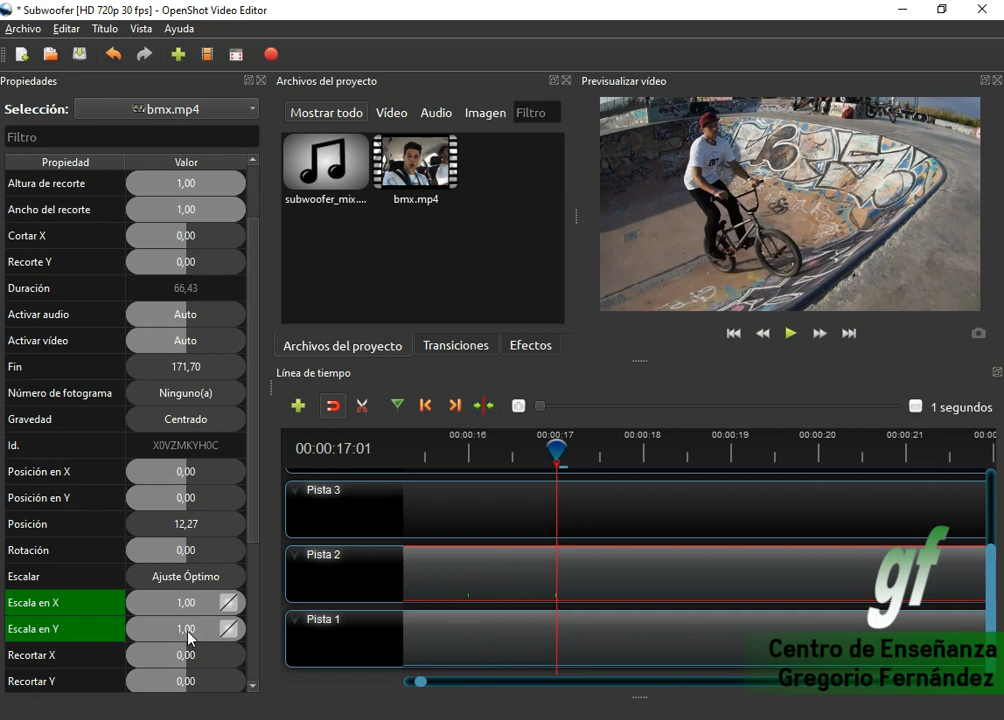 * Subwoofer [HD 720p 30 fps] - OpenShot Video Editor
Archivo Editar Título Vista Ayuda
Propiedades
Selección: bmx.mp4
Filtro
Propiedad Valor
Altura de recorte 1,00
Ancho del recorte 1,00
Cortar X 0,00
Recorte Y 0,00
Duración 66,43
Activar audio Auto
Activar vídeo Auto
Fin 171,70
Número de fotograma Ninguno(a)
Gravedad Centrado
Id. X0VZMKYH0C
Posición en X 0,00
Posición en Y 0,00
Posición 12,27
Rotación 0,00
Escalar Ajuste Óptimo
Escala en X 1,00
Escala en Y 1,00
Recortar X 0,00
Recortar Y 0,00
Archivos del proyecto
Mostrar todo Vídeo Audio Imagen Filtro
subwoofer_mix.... bmx.mp4
Archivos del proyecto Transiciones Efectos
Previsualizar vídeo
Línea de tiempo
1 segundos
00:00:17:01
00:00:16 00:00:17 00:00:18 00:00:19 00:00:20 00:00:21 00:00
Pista 3
Pista 2
Pista 1
gf
Centro de Enseñanza
Gregorio Fernández